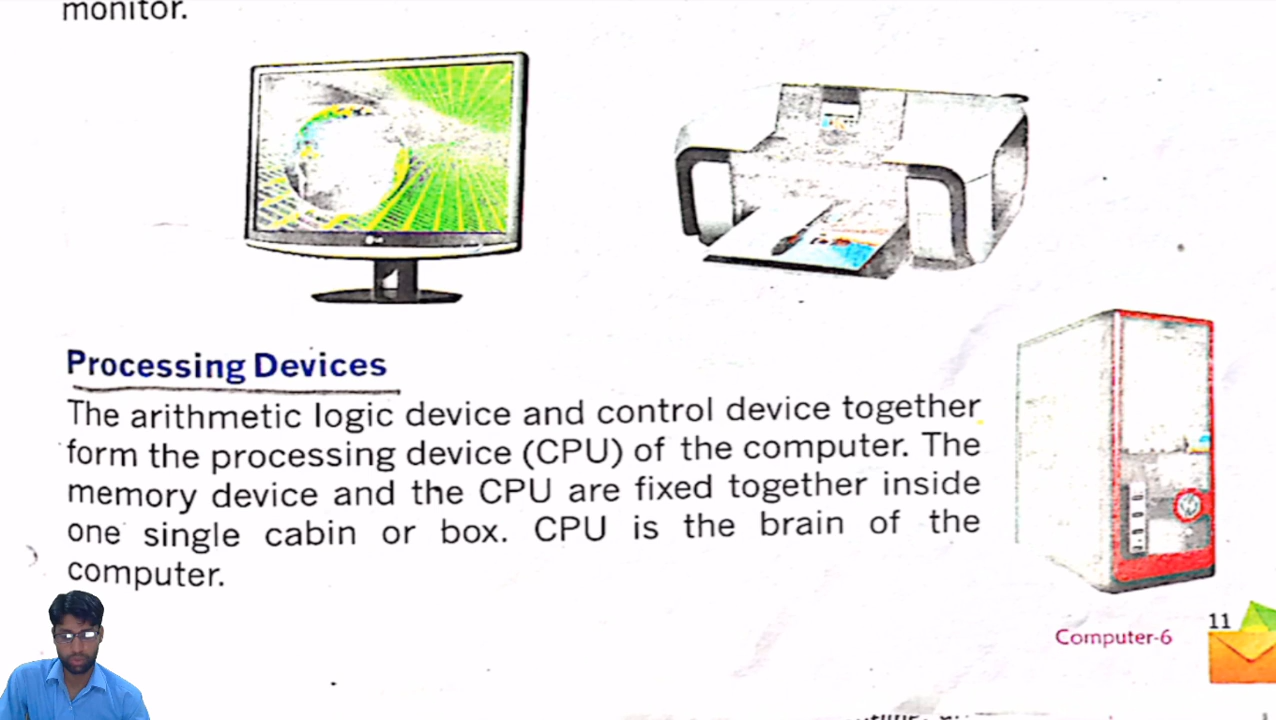 monitor.
Processing Devices
The arithmetic logic device and control device together
form the processing device (CPU) of the computer. The
memory device and the CPU are fixed together inside
one single cabin or box. CPU is the brain of the
computer.
11
Computer-6